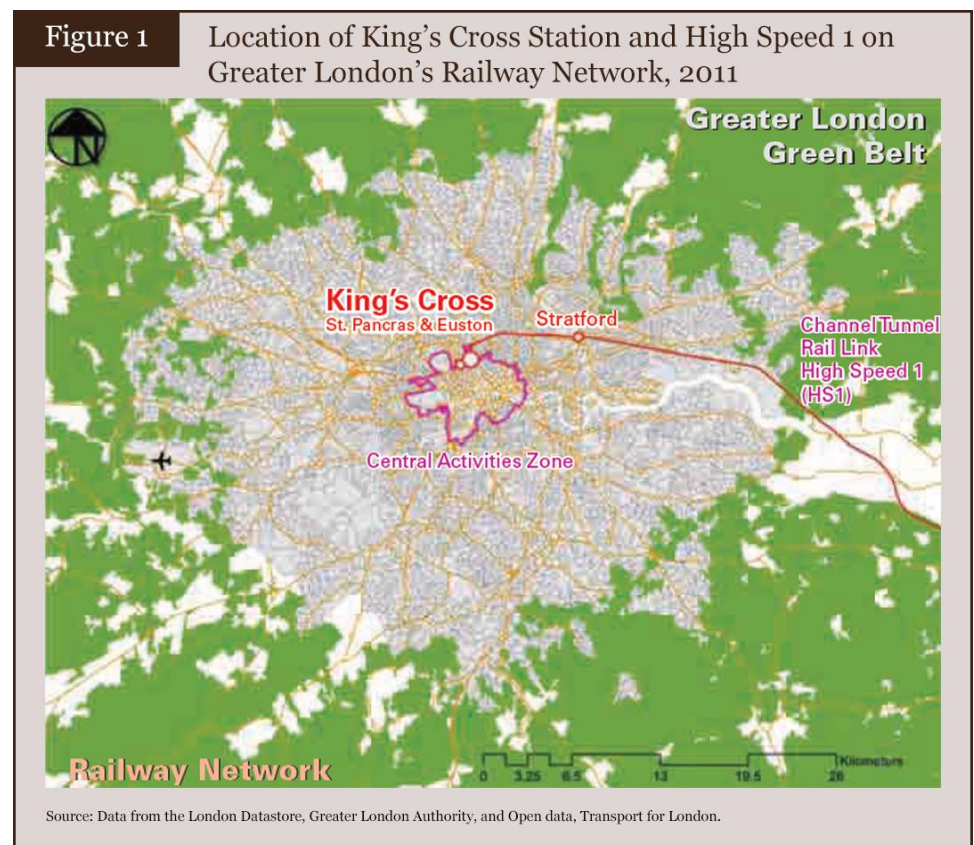 Figure 1
Location of King's Cross Station and High Speed 1 on
Greater London's Railway Network, 2011
N
Greater London
Green Belt
King's Cross
St. Pancras & Euston
Stratford
Channel Tunnel
Rail Link
High Speed 1
(HS1)
Central Activities Zone
Railway Network
Kilometers
0 3.25 6.5 13 19.5 26
Source: Data from the London Datastore, Greater London Authority, and Open data, Transport for London.